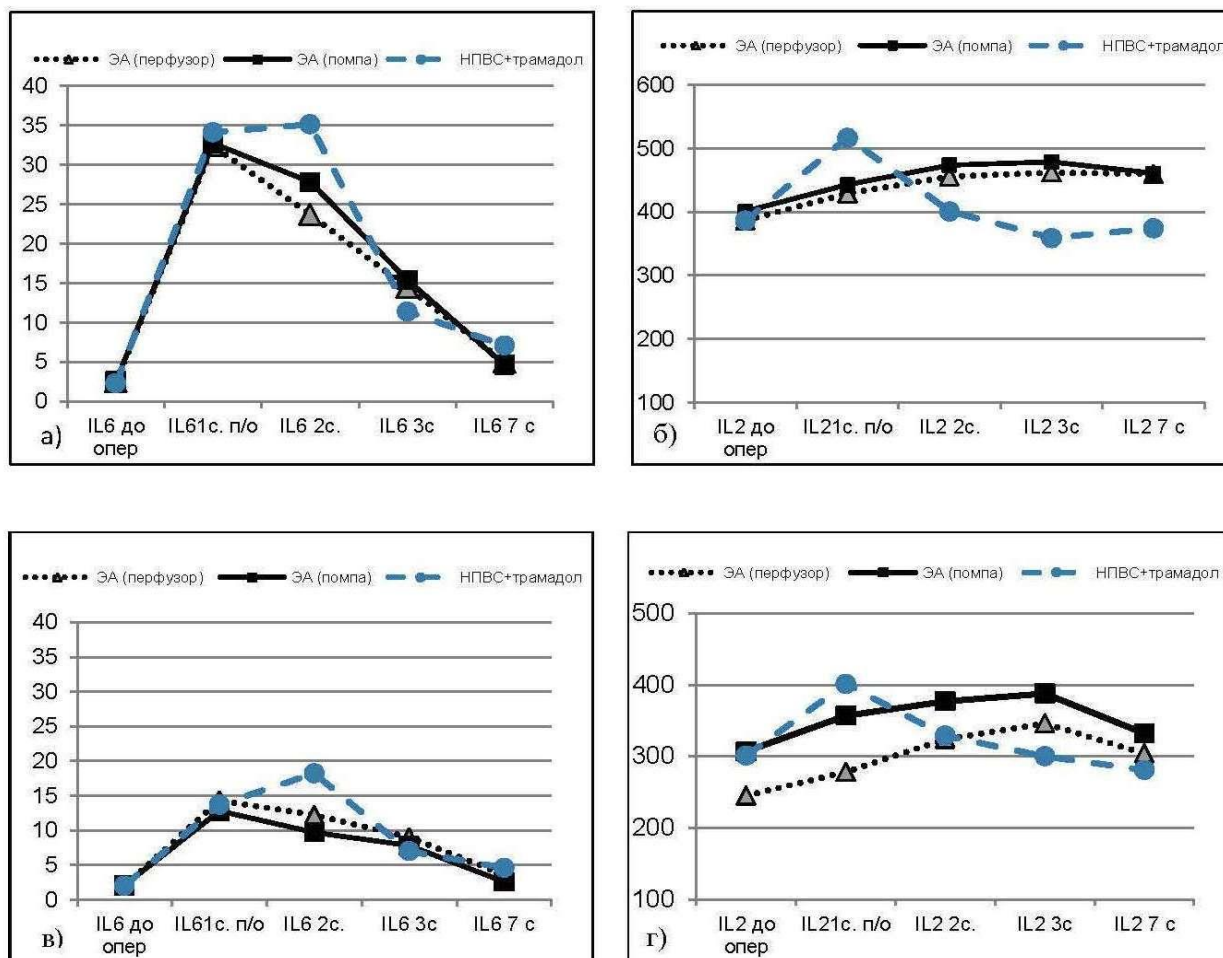 ЭА (перфузор) ЭА (помпа) НПВС+трамадол
40
35
30
25
20
15
10
5
0
IL6 до опер IL61с. п/о IL6 2с. IL6 3с IL6 7 с
а)
ЭА (перфузор) ЭА (помпа) НПВС+трамадол
600
500
400
300
200
100
IL2 до опер IL21с. п/о IL2 2с. IL2 3с IL2 7 с
б)
ЭА (перфузор) ЭА (помпа) НПВС+трамадол
40
35
30
25
20
15
10
5
0
IL6 до опер IL61с. п/о IL6 2с. IL6 3с IL6 7 с
в)
ЭА (перфузор) ЭА (помпа) НПВС+трамадол
500
400
300
200
100
IL2 до опер IL21с. п/о IL2 2с. IL2 3с IL2 7 с
г)